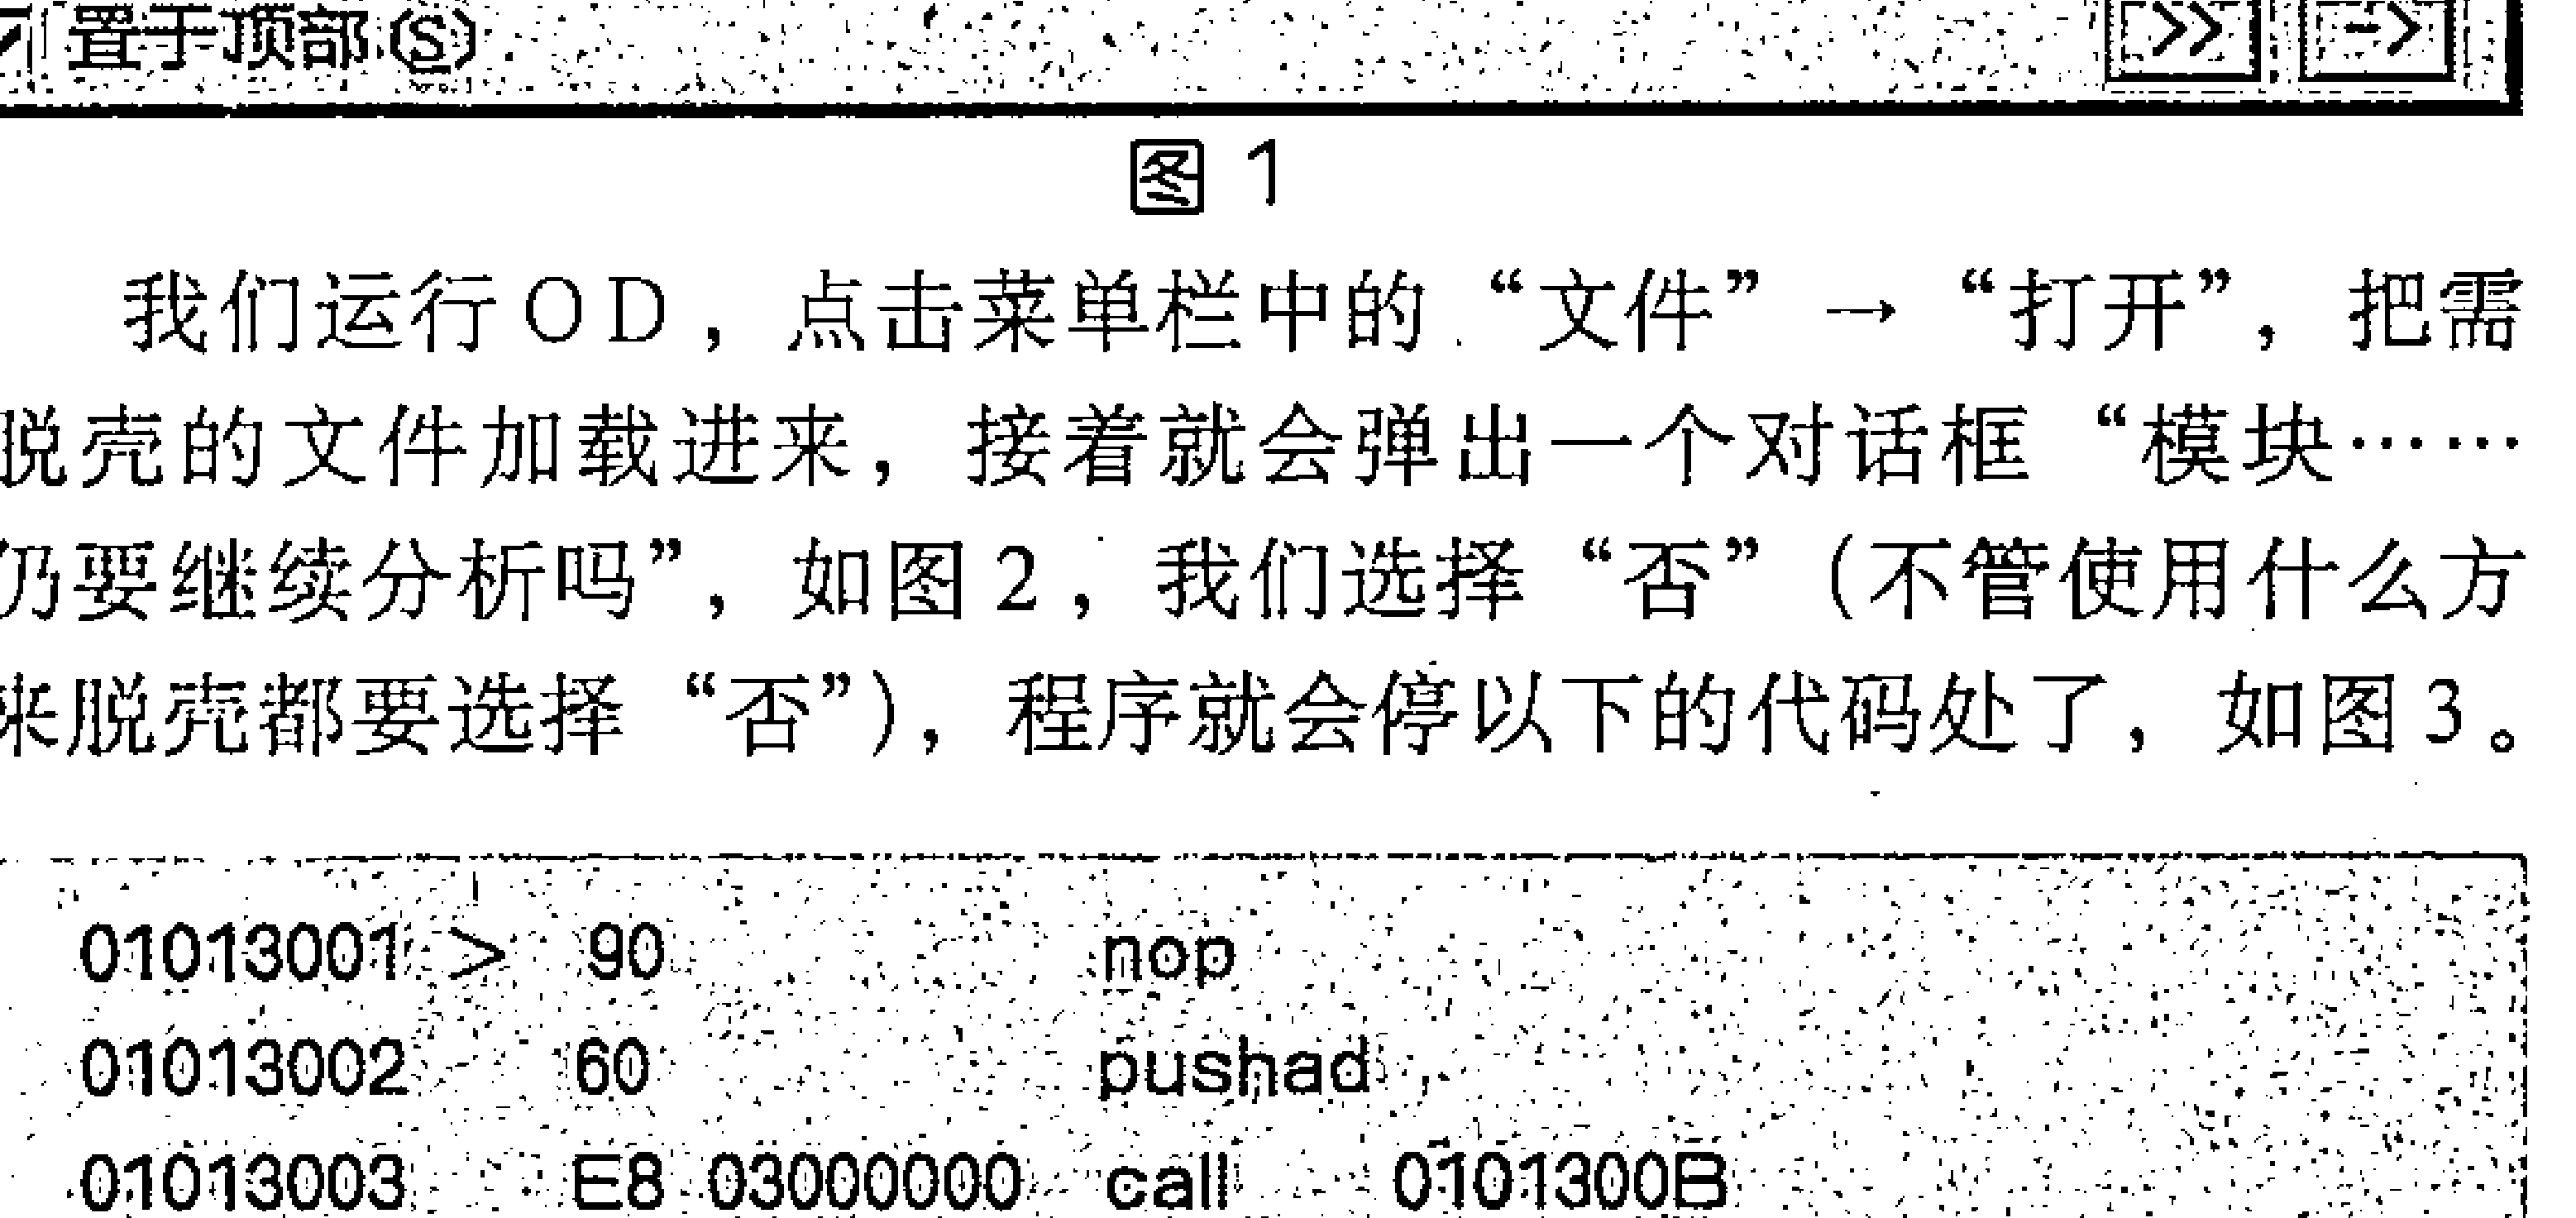 置于顶部(S) >> ->
图 1
我们运行OD，点击菜单栏中的“文件”→“打开”，把需
脱壳的文件加载进来，接着就会弹出一个对话框“模块……
仍要继续分析吗”，如图2，我们选择“否”（不管使用什么方
来脱壳都要选择“否”），程序就会停以下的代码处了，如图3。
01013001 > 90 nop
01013002 60 pushad
01013003 E8 03000000 call 0101300B